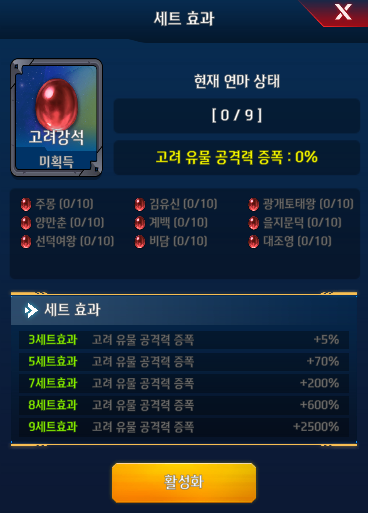 세트 효과
X
현재 연마 상태
[ 0 / 9 ]
고려강석
미획득
고려 유물 공격력 증폭 : 0%
주몽 (0/10) 김유신 (0/10) 광개토태왕 (0/10)
양만춘 (0/10) 계백 (0/10) 을지문덕 (0/10)
선덕여왕 (0/10) 비담 (0/10) 대조영 (0/10)
세트 효과
3세트효과 고려 유물 공격력 증폭 +5%
5세트효과 고려 유물 공격력 증폭 +70%
7세트효과 고려 유물 공격력 증폭 +200%
8세트효과 고려 유물 공격력 증폭 +600%
9세트효과 고려 유물 공격력 증폭 +2500%
활성화